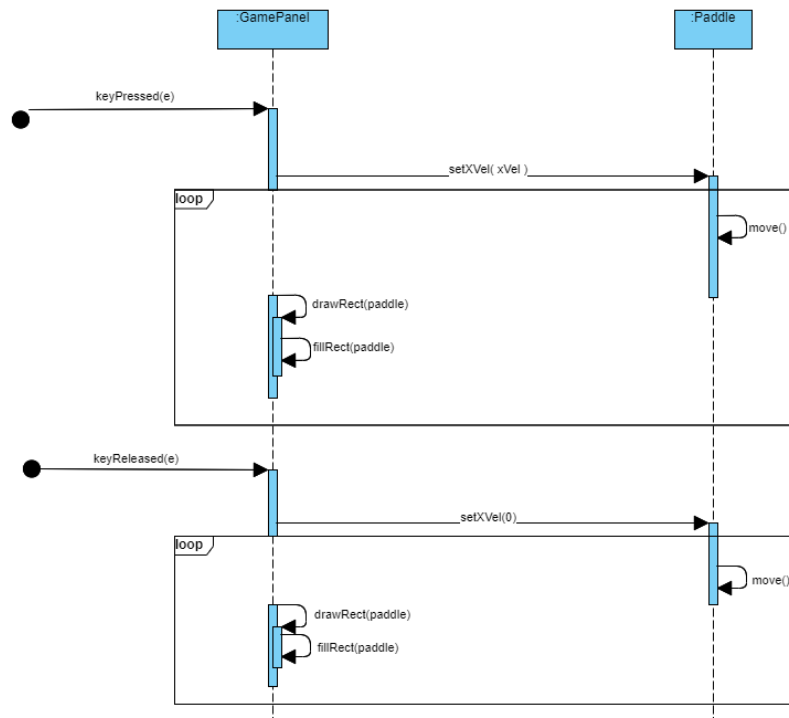 :GamePanel
:Paddle
keyPressed(e)
setXVel( xVel )
loop
move()
drawRect(paddle)
fillRect(paddle)
keyReleased(e)
setXVel(0)
loop
move()
drawRect(paddle)
fillRect(paddle)